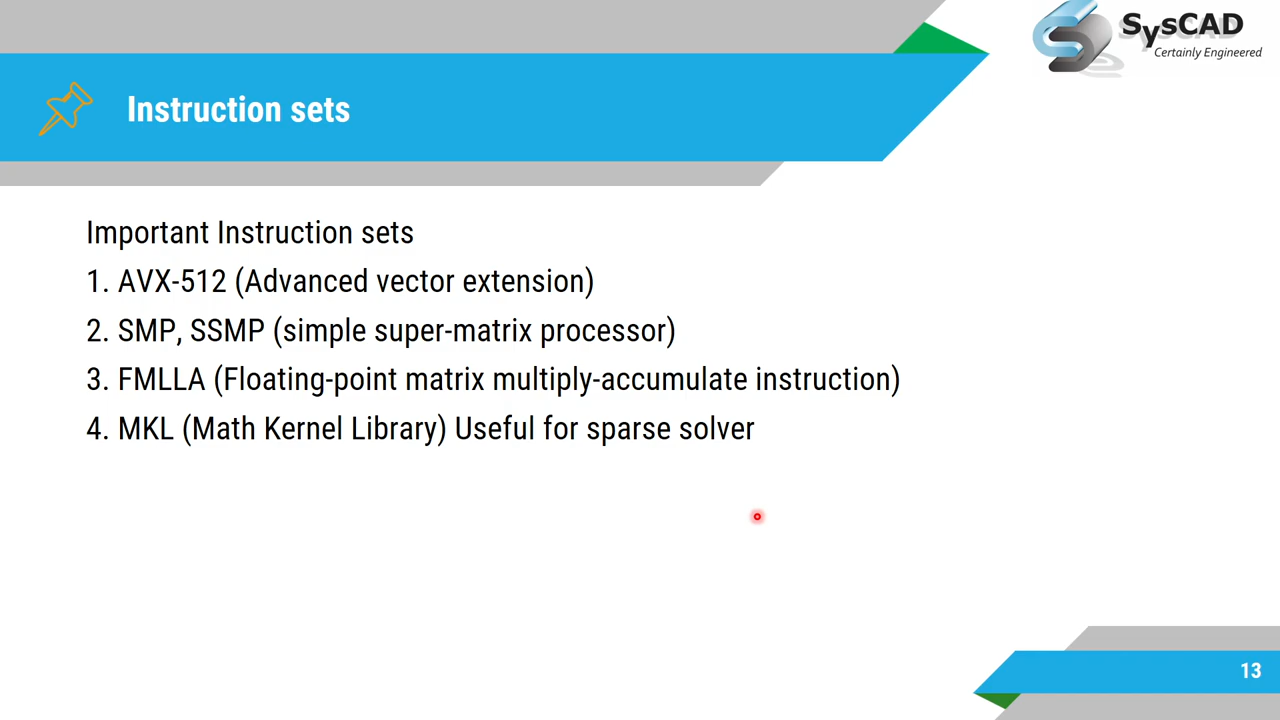 SysCAD
Certainly Engineered
Instruction sets
Important Instruction sets
1. AVX-512 (Advanced vector extension)
2. SMP, SSMP (simple super-matrix processor)
3. FMLLA (Floating-point matrix multiply-accumulate instruction)
4. MKL (Math Kernel Library) Useful for sparse solver
13